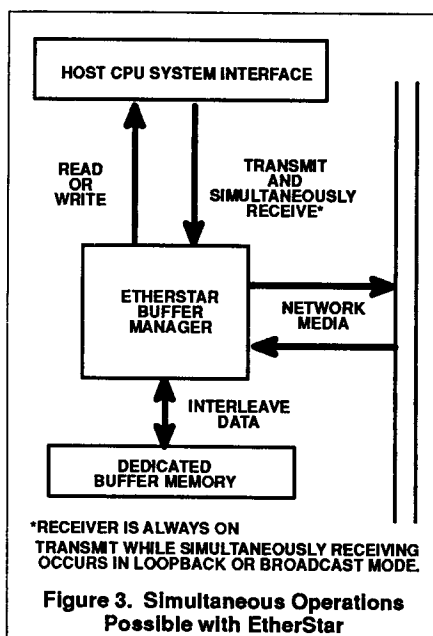 HOST CPU SYSTEM INTERFACE
READ
OR
WRITE
TRANSMIT
AND
SIMULTANEOUSLY
RECEIVE*
ETHERSTAR
BUFFER
MANAGER
NETWORK
MEDIA
INTERLEAVE
DATA
DEDICATED
BUFFER MEMORY
*RECEIVER IS ALWAYS ON
TRANSMIT WHILE SIMULTANEOUSLY RECEIVING
OCCURS IN LOOPBACK OR BROADCAST MODE.
Figure 3. Simultaneous Operations
Possible with EtherStar